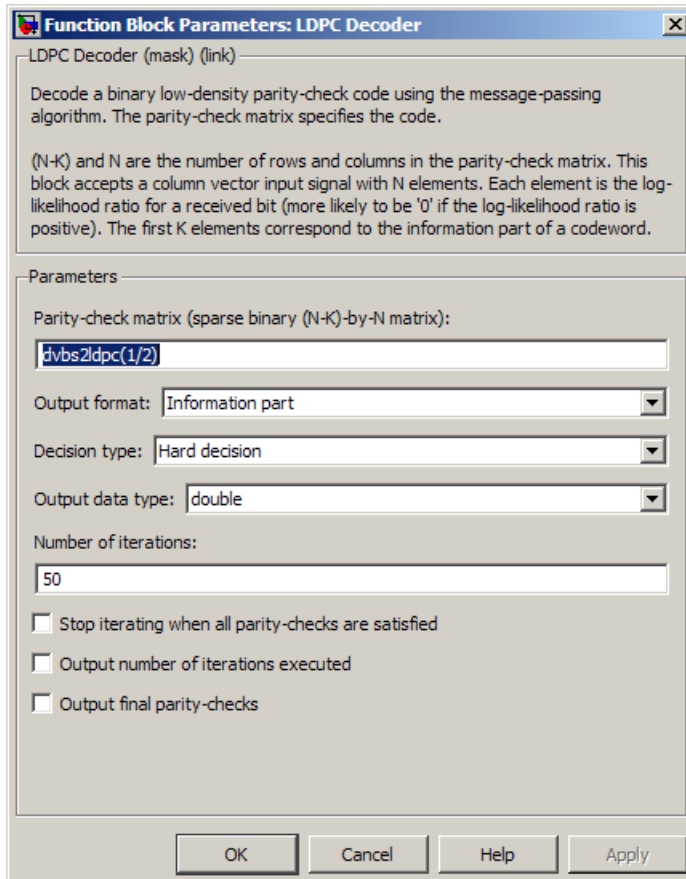 Function Block Parameters: LDPC Decoder
LDPC Decoder (mask) (link)
Decode a binary low-density parity-check code using the message-passing
algorithm. The parity-check matrix specifies the code.
(N-K) and N are the number of rows and columns in the parity-check matrix. This
block accepts a column vector input signal with N elements. Each element is the log-
likelihood ratio for a received bit (more likely to be '0' if the log-likelihood ratio is
positive). The first K elements correspond to the information part of a codeword.
Parameters
Parity-check matrix (sparse binary (N-K)-by-N matrix):
dvbs2ldpc(1/2)
Output format: Information part
Decision type: Hard decision
Output data type: double
Number of iterations:
50
Stop iterating when all parity-checks are satisfied
Output number of iterations executed
Output final parity-checks
OK Cancel Help Apply